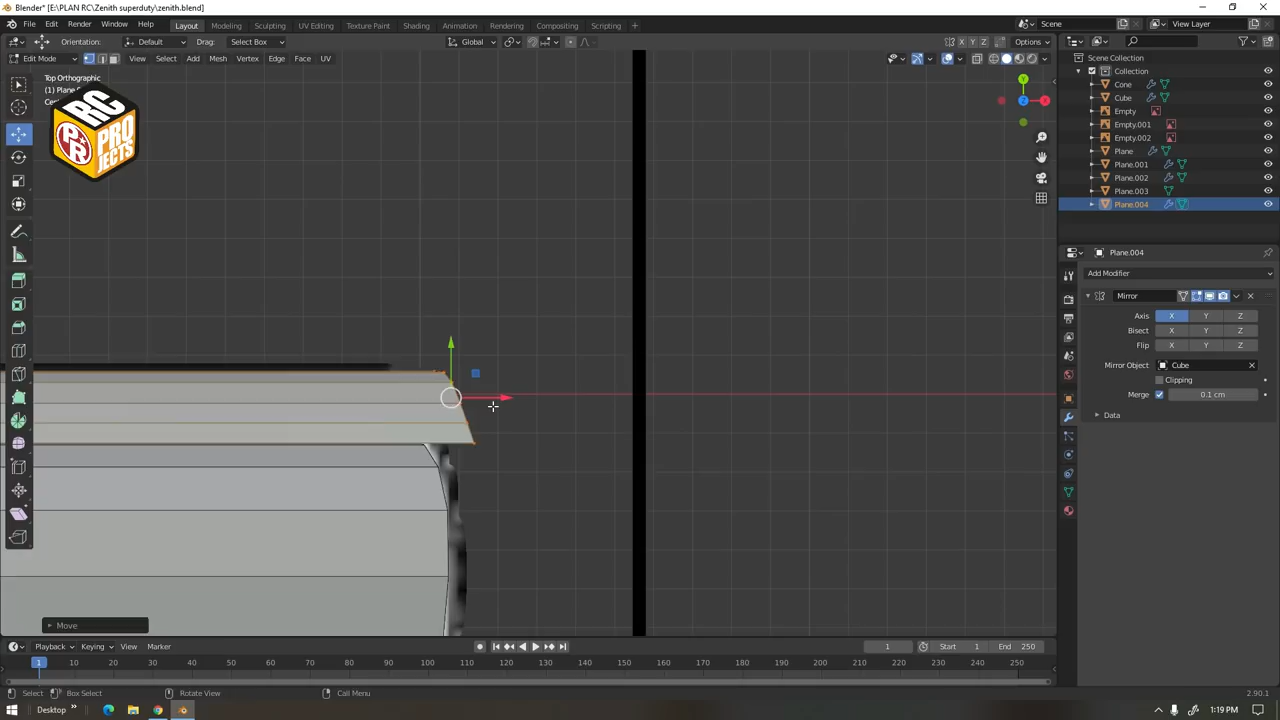 Blender* [E:\PLAN RC\Zenith superduty\zenith.blend]
File Edit Render Window Help Layout Modeling Sculpting UV Editing Texture Paint Shading Animation Rendering Compositing Scripting Scene View Layer
Orientation: Default Drag: Select Box Global X Y Z Options
Edit Mode View Select Add Mesh Vertex Edge Face UV
Top Orthographic
(1) Plane
RC
PR
PROJECTS
Z
X
Y
Move
Scene Collection
Collection
Cone
Cube
Empty
Empty.001
Empty.002
Plane
Plane.001
Plane.002
Plane.003
Plane.004
Plane.004
Add Modifier
Mirror
Axis X Y Z
Bisect X Y Z
Flip X Y Z
Mirror Object Cube
Clipping
Merge 0.1 cm
Data
Playback Keying View Marker 1 Start 1 End 250
1 10 20 30 40 50 60 70 80 90 100 110 120 130 140 150 160 170 180 190 200 210 220 230 240 250
Select Box Select Rotate View Call Menu 2.90.1
Desktop 1:19 PM